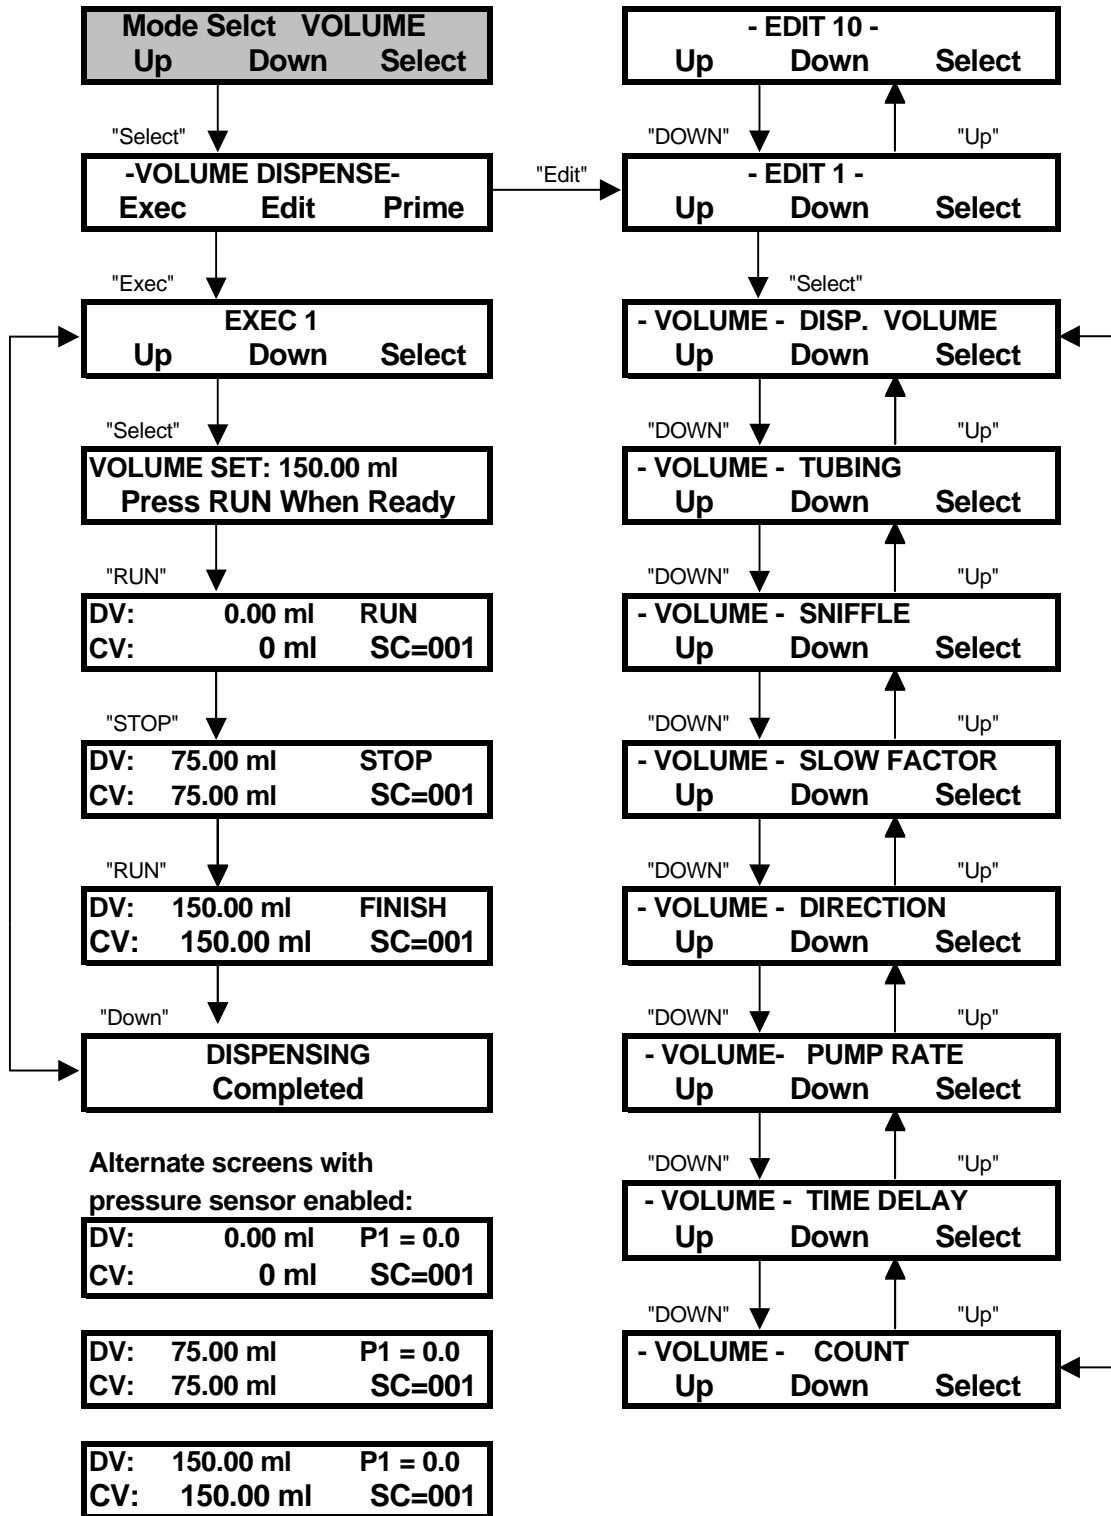 Mode Selct VOLUME
Up Down Select
"Select"
-VOLUME DISPENSE-
Exec Edit Prime
"Edit"
"Exec"
EXEC 1
Up Down Select
"Select"
VOLUME SET: 150.00 ml
Press RUN When Ready
"RUN"
DV: 0.00 ml RUN
CV: 0 ml SC=001
"STOP"
DV: 75.00 ml STOP
CV: 75.00 ml SC=001
"RUN"
DV: 150.00 ml FINISH
CV: 150.00 ml SC=001
"Down"
DISPENSING
Completed
Alternate screens with
pressure sensor enabled:
DV: 0.00 ml P1 = 0.0
CV: 0 ml SC=001
DV: 75.00 ml P1 = 0.0
CV: 75.00 ml SC=001
DV: 150.00 ml P1 = 0.0
CV: 150.00 ml SC=001
- EDIT 10 -
Up Down Select
"DOWN" "Up"
- EDIT 1 -
Up Down Select
"Select"
- VOLUME - DISP. VOLUME
Up Down Select
"DOWN" "Up"
- VOLUME - TUBING
Up Down Select
"DOWN" "Up"
- VOLUME - SNIFFLE
Up Down Select
"DOWN" "Up"
- VOLUME - SLOW FACTOR
Up Down Select
"DOWN" "Up"
- VOLUME - DIRECTION
Up Down Select
"DOWN" "Up"
- VOLUME- PUMP RATE
Up Down Select
"DOWN" "Up"
- VOLUME - TIME DELAY
Up Down Select
"DOWN" "Up"
- VOLUME - COUNT
Up Down Select